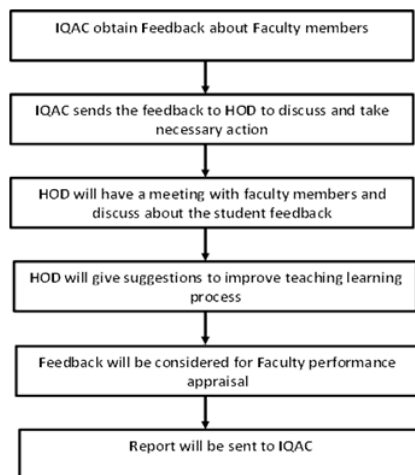 IQAC obtain Feedback about Faculty members
IQAC sends the feedback to HOD to discuss and take
necessary action
HOD will have a meeting with faculty members and
discuss about the student feedback
HOD will give suggestions to improve teaching learning
process
Feedback will be considered for Faculty performance
appraisal
Report will be sent to IQAC